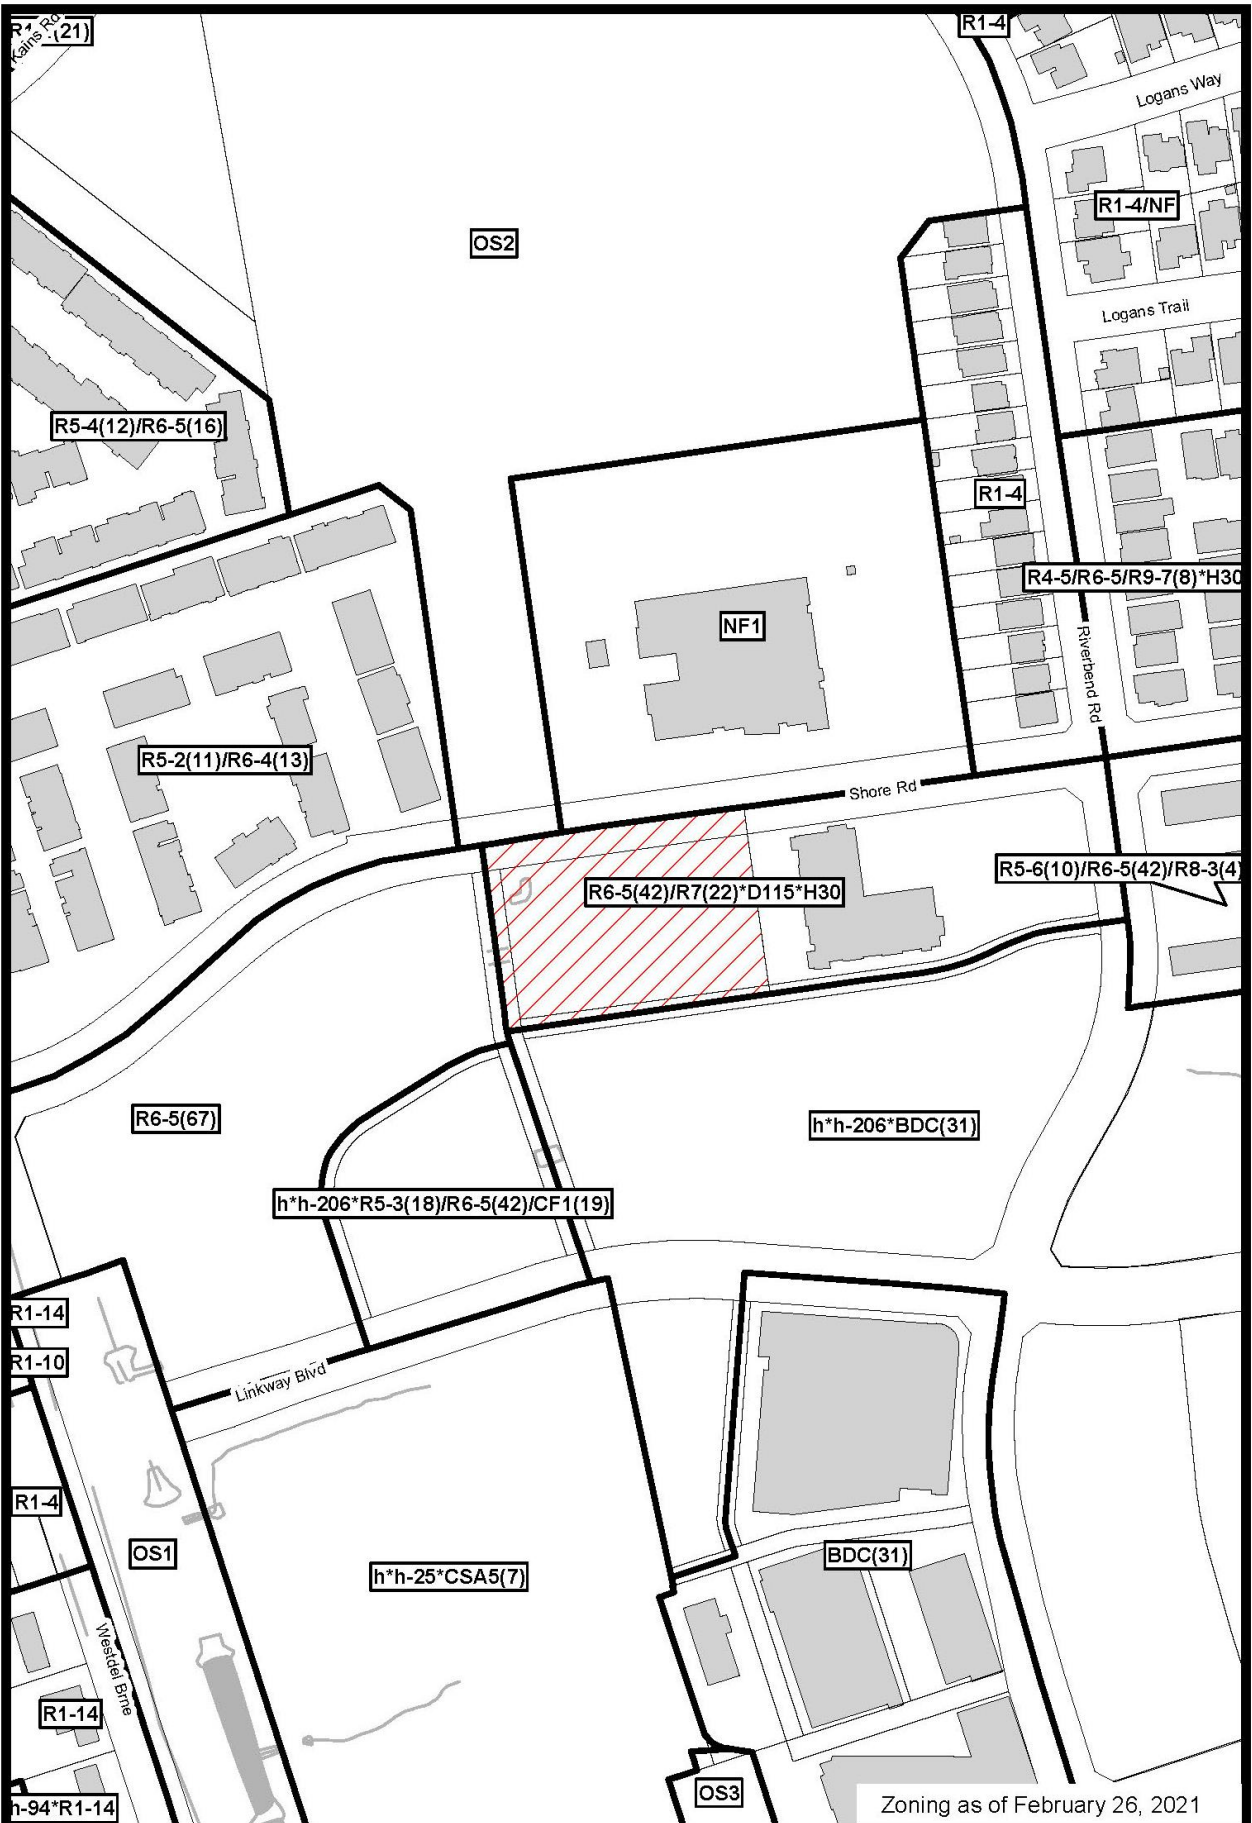 (21)
Kains Rd
R1-4
Logans Way
R1-4/NF
OS2
Logans Trail
R5-4(12)/R6-5(16)
R1-4
R4-5/R6-5/R9-7(8)*H30
NF1
Riverbend Rd
R5-2(11)/R6-4(13)
Shore Rd
R5-6(10)/R6-5(42)/R8-3(4)
R6-5(42)/R7(22)*D115*H30
R6-5(67)
h*h-206*BDC(31)
h*h-206*R5-3(18)/R6-5(42)/CF1(19)
R1-14
R1-10
Linkway Blvd
R1-4
OS1
BDC(31)
h*h-25*CSA5(7)
Westdel Brne
R1-14
OS3
h-94*R1-14
Zoning as of February 26, 2021